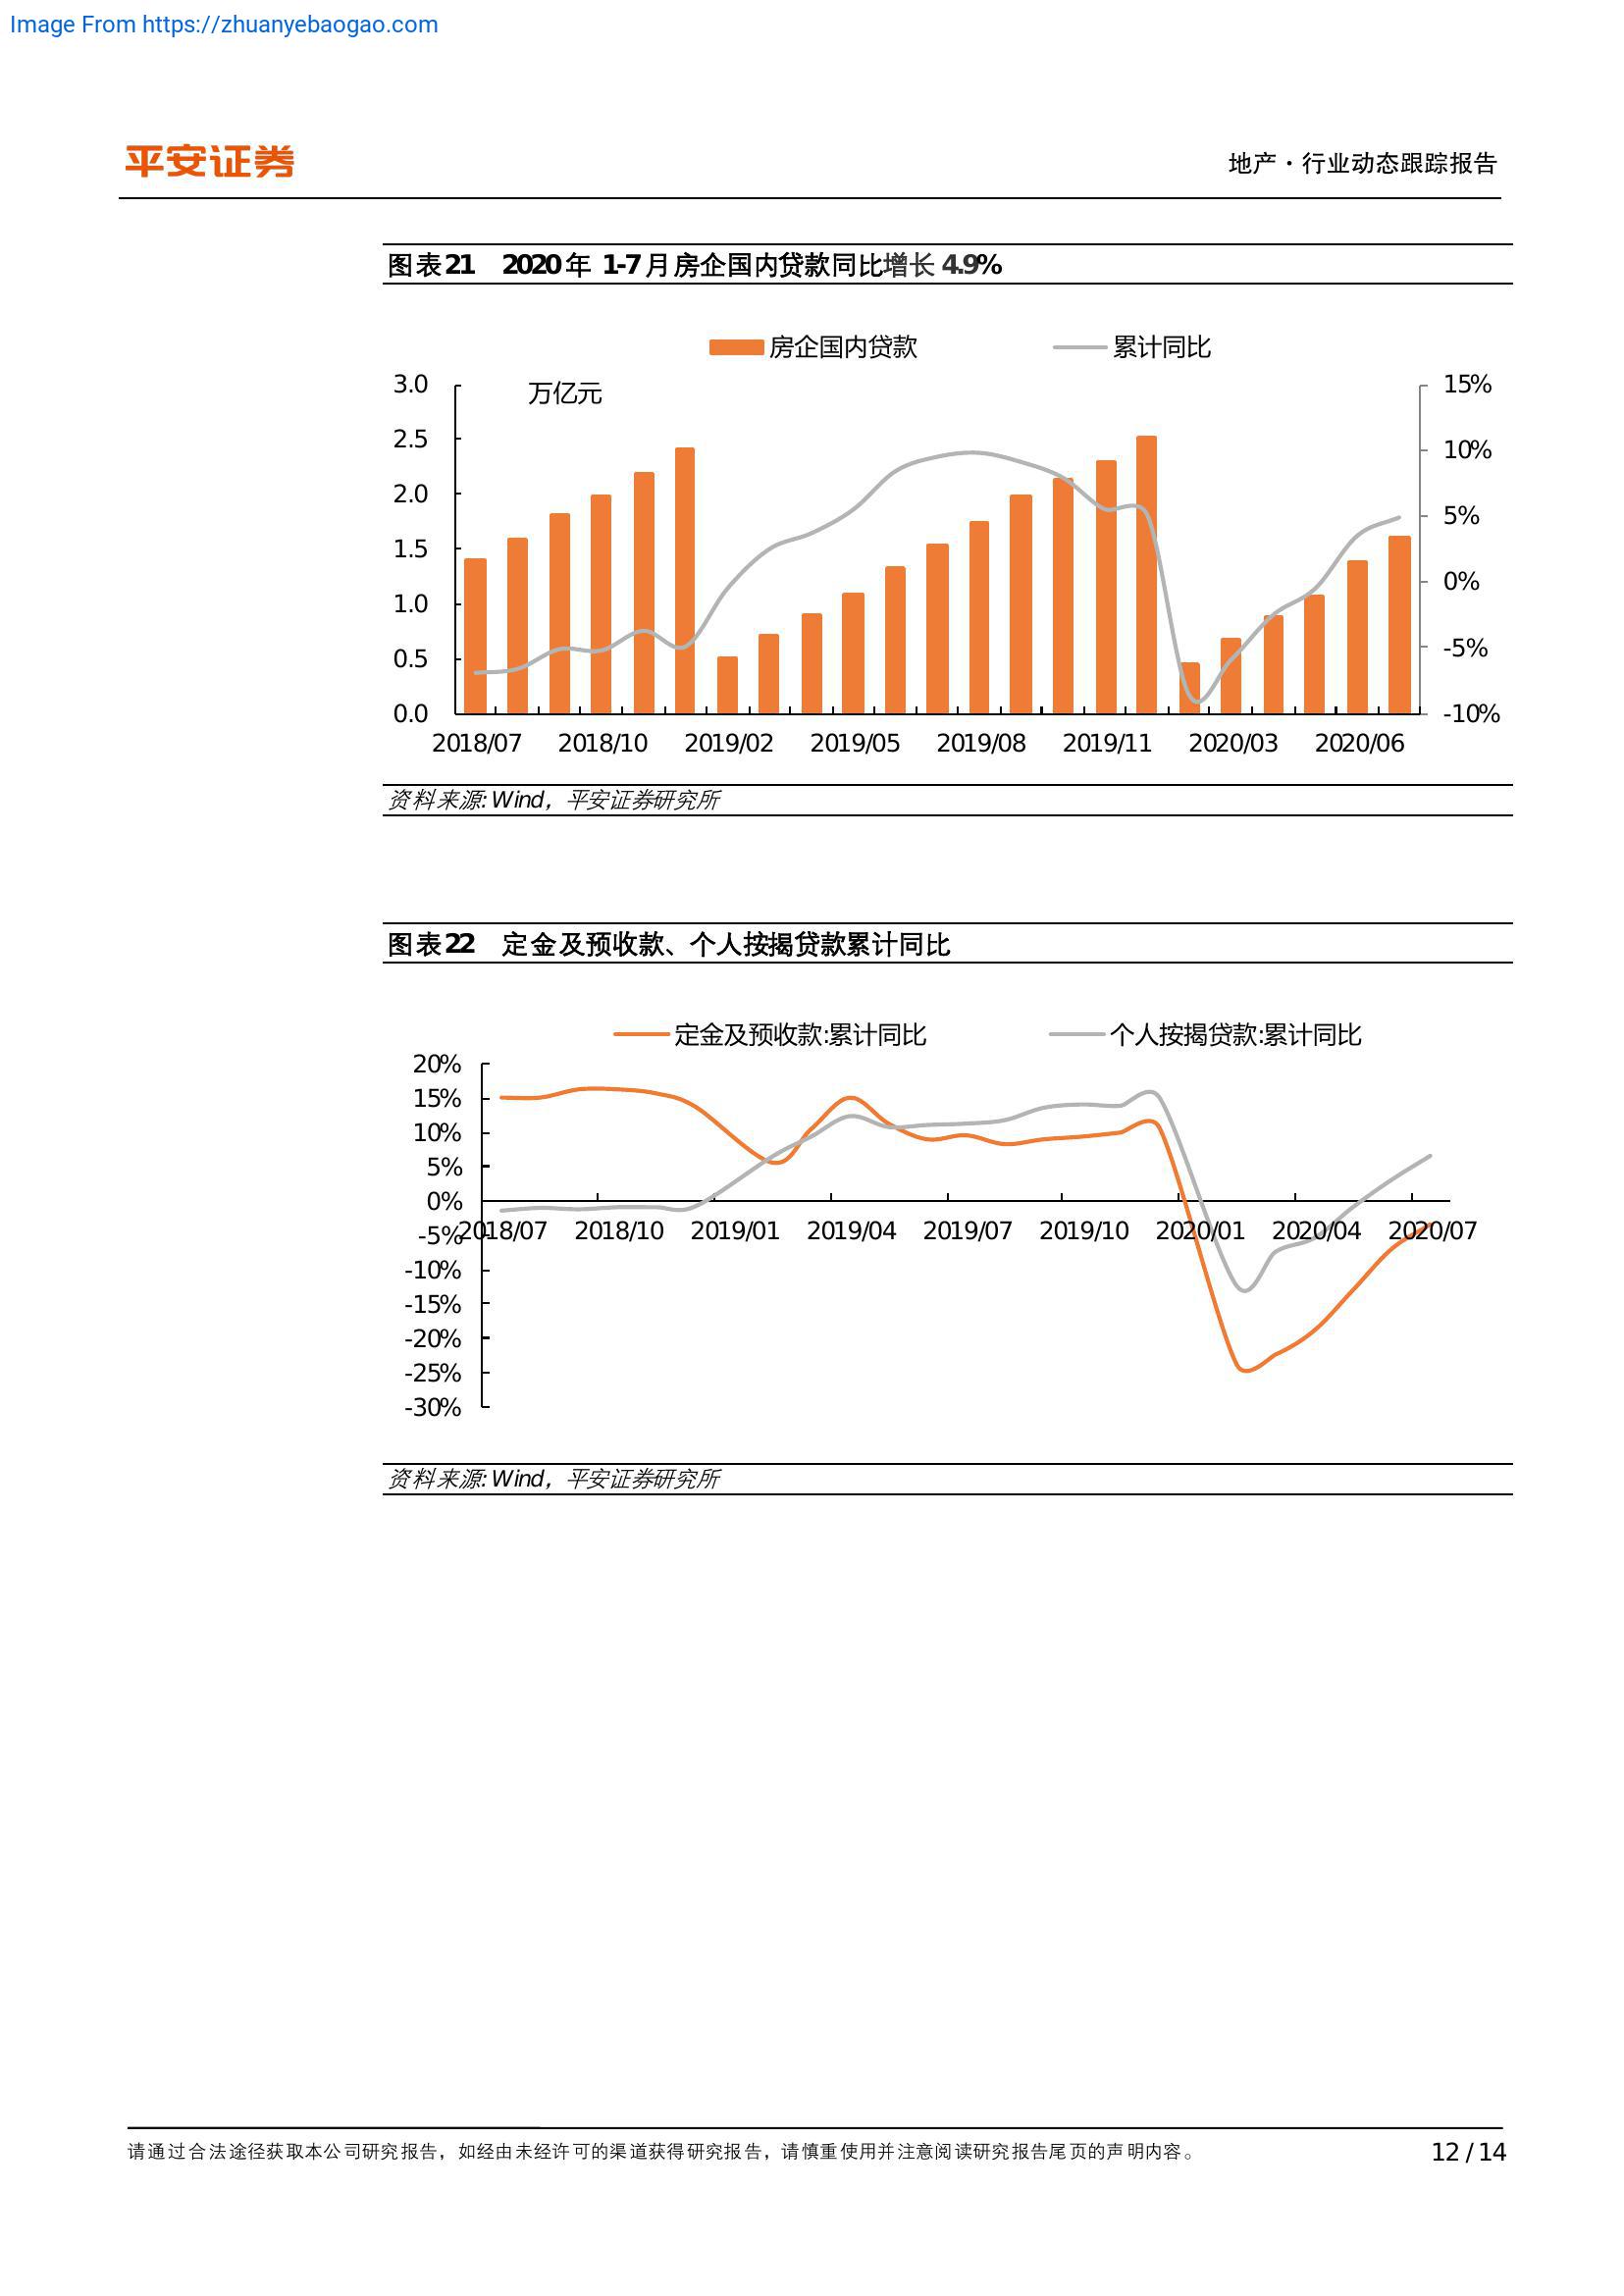 Image From https://zhuanyebaogao.com
平安证券
地产·行业动态跟踪报告
图表21 2020年 1-7月房企国内贷款同比增长 4.9%
房企国内贷款 累计同比
万亿元
3.0
2.5
2.0
1.5
1.0
0.5
0.0
15%
10%
5%
0%
-5%
-10%
2018/07 2018/10 2019/02 2019/05 2019/08 2019/11 2020/03 2020/06
资料来源: Wind，平安证券研究所
图表22 定金及预收款、个人按揭贷款累计同比
定金及预收款:累计同比 个人按揭贷款:累计同比
20%
15%
10%
5%
0%
-5%
-10%
-15%
-20%
-25%
-30%
2018/07 2018/10 2019/01 2019/04 2019/07 2019/10 2020/01 2020/04 2020/07
资料来源: Wind，平安证券研究所
请通过合法途径获取本公司研究报告，如经由未经许可的渠道获得研究报告，请慎重使用并注意阅读研究报告尾页的声明内容。
12 / 14